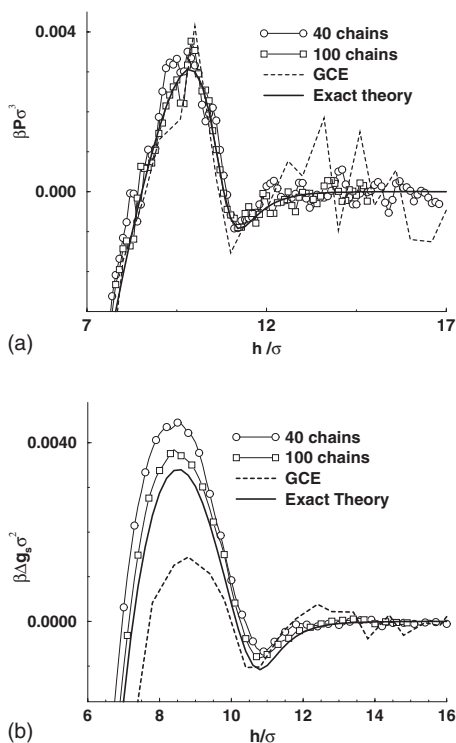 0.004
40 chains
100 chains
GCE
Exact theory
βPσ³
0.000
7 12 17
(a)
h/σ
0.0040
40 chains
100 chains
GCE
Exact Theory
βΔgₛσ²
0.0000
6 8 10 12 14 16
(b)
h/σ